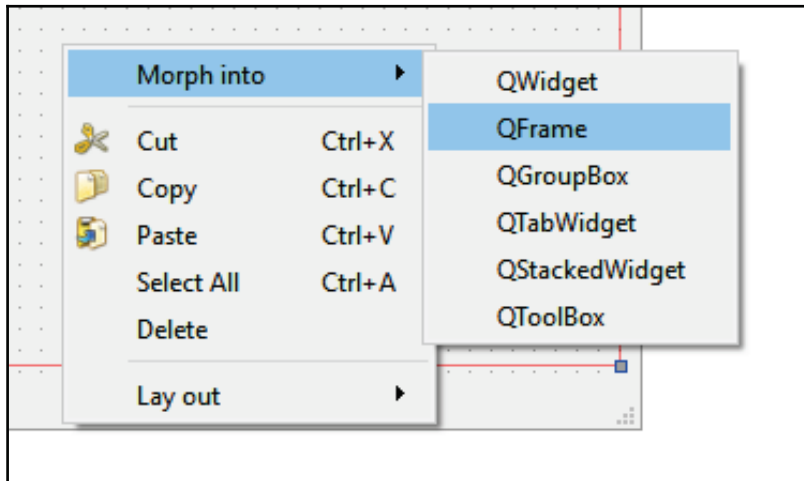 Morph into
Cut Ctrl+X
Copy Ctrl+C
Paste Ctrl+V
Select All Ctrl+A
Delete
Lay out
QWidget
QFrame
QGroupBox
QTabWidget
QStackedWidget
QToolBox